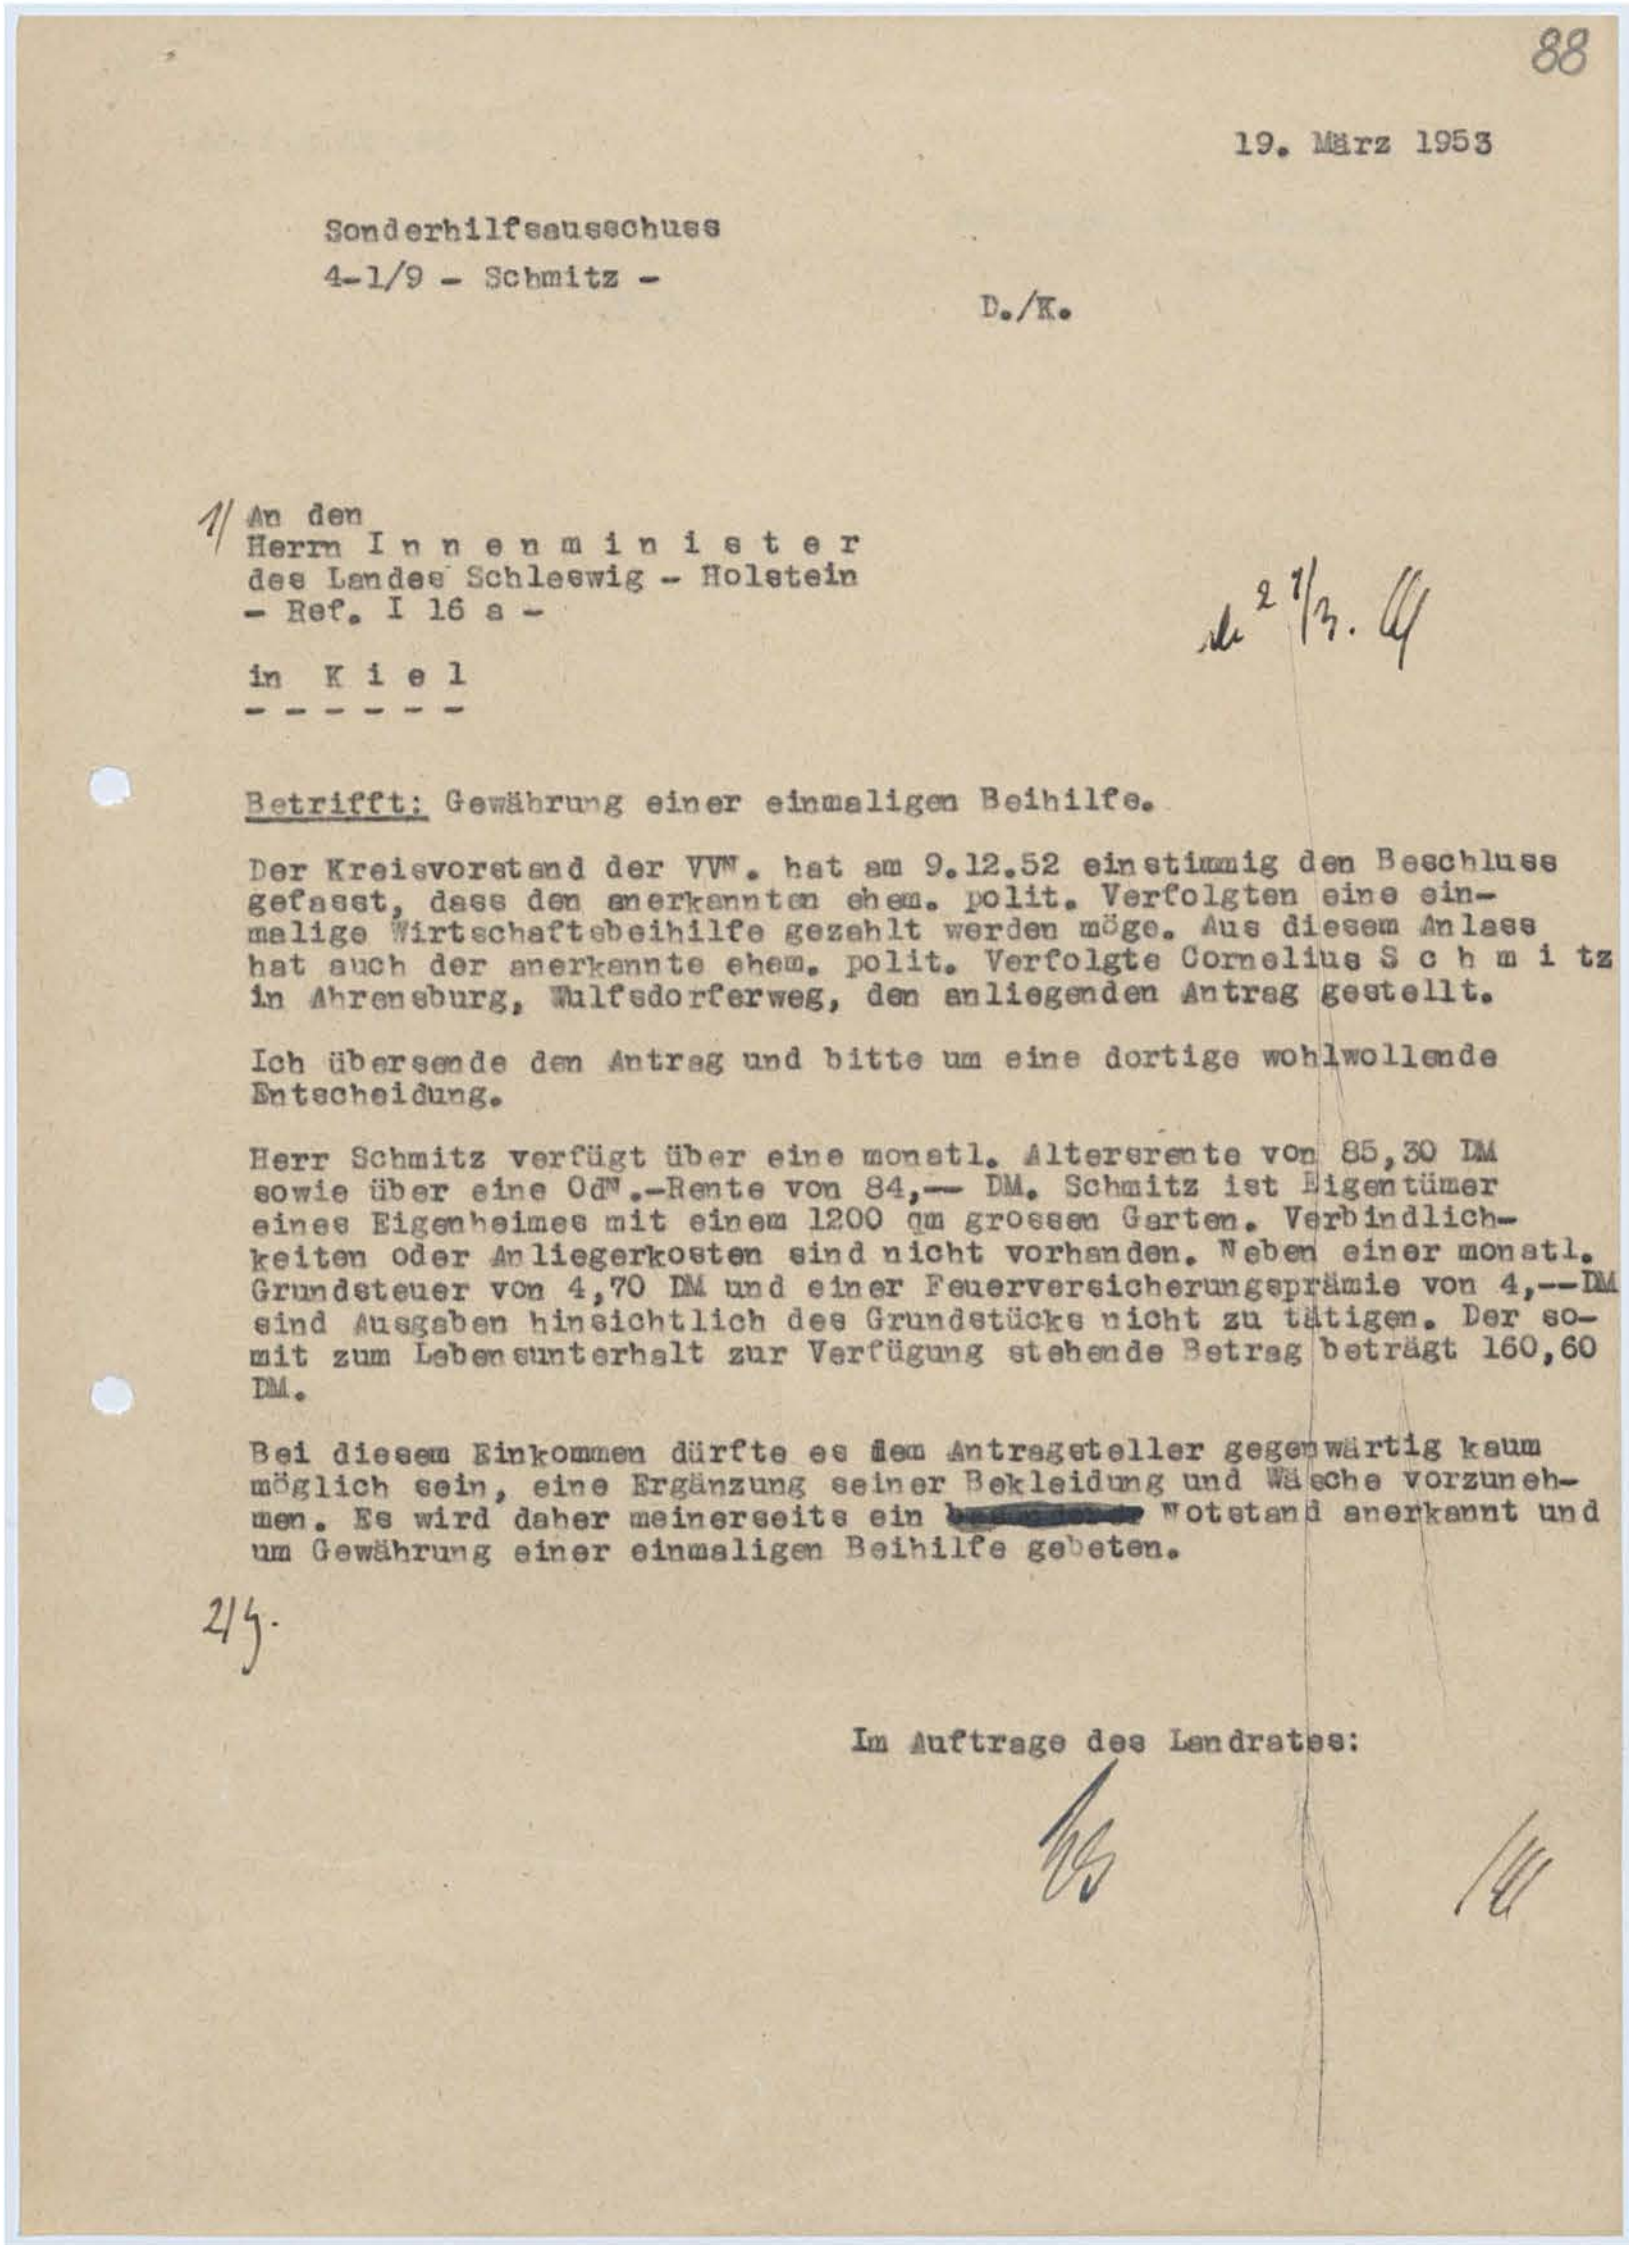 88
19. März 1953
Sonderhilfsausschuss
4-1/9 - Schmitz -
D./K.
1/ An den
Herrn I n n e n m i n i s t e r
des Landes Schleswig - Holstein
- Ref. I 16 a -
in K i e l
- - - - - -
Betrifft: Gewährung einer einmaligen Beihilfe.
Der Kreisvorstand der VVN. hat am 9.12.52 einstimmig den Beschluss
gefasst, dass den anerkannten ehem. polit. Verfolgten eine ein-
malige Wirtschaftsbeihilfe gezahlt werden möge. Aus diesem Anlass
hat auch der anerkannte ehem. polit. Verfolgte Cornelius S c h m i tz
in Ahrensburg, Wulfsdorferweg, den anliegenden Antrag gestellt.
Ich übersende den Antrag und bitte um eine dortige wohlwollende
Entscheidung.
Herr Schmitz verfügt über eine monatl. Altersrente von 85,30 DM
sowie über eine OdN.-Rente von 84,-- DM. Schmitz ist Eigentümer
eines Eigenheimes mit einem 1200 qm grossen Garten. Verbindlich-
keiten oder Anliegerkosten sind nicht vorhanden. Neben einer monatl.
Grundsteuer von 4,70 DM und einer Feuerversicherungsprämie von 4,--DM
sind Ausgaben hinsichtlich des Grundstücks nicht zu tätigen. Der so-
mit zum Lebensunterhalt zur Verfügung stehende Betrag beträgt 160,60
DM.
Bei diesem Einkommen dürfte es dem Antragsteller gegenwärtig kaum
möglich sein, eine Ergänzung seiner Bekleidung und Wäsche vorzuneh-
men. Es wird daher meinerseits ein Notstand anerkannt und
um Gewährung einer einmaligen Beihilfe gebeten.
2/
Im Auftrage des Landrates: